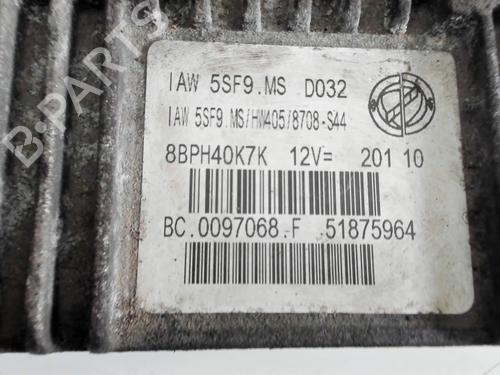 IAW 5SF9.MS D032
IAW 5SF9.MS/HW405/8708-S44
8BPH40K7K 12V= 201 10
BC.0097068.F 51875964
B-PARTS